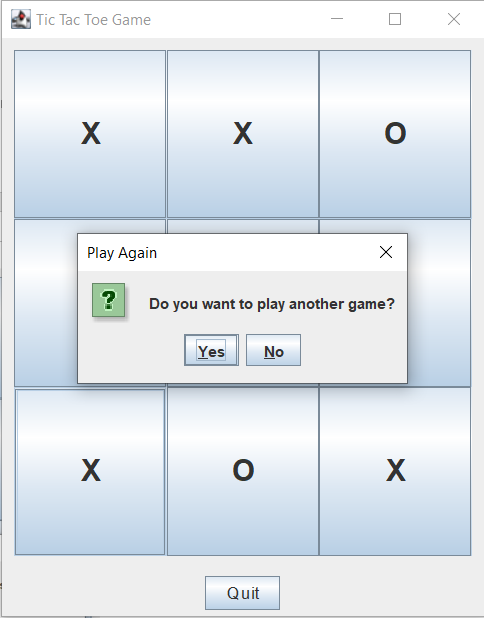 Tic Tac Toe Game
X X O
Play Again
Do you want to play another game?
Yes No
X O X
Quit